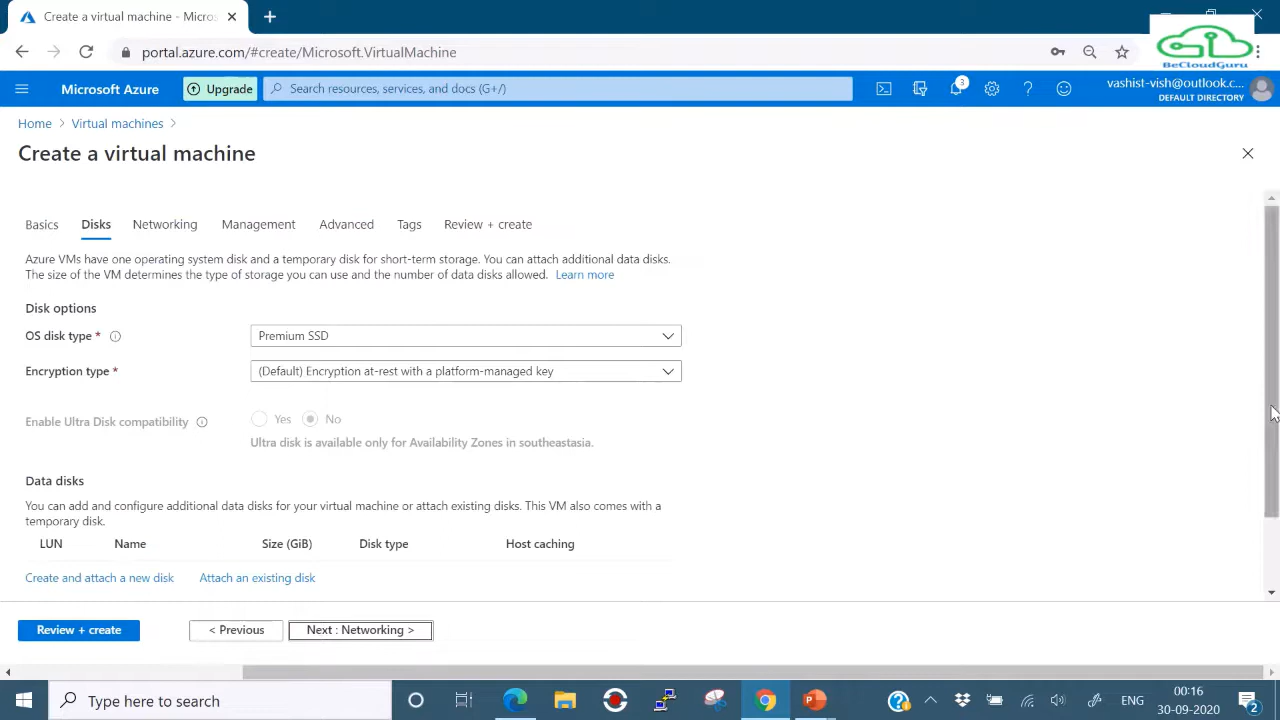 Create a virtual machine - Micros
portal.azure.com/#create/Microsoft.VirtualMachine
BeCloudGuru
Microsoft Azure
Upgrade
Search resources, services, and docs (G+/)
3
vashist-vish@outlook.c...
DEFAULT DIRECTORY
Home > Virtual machines >
Create a virtual machine
Basics Disks Networking Management Advanced Tags Review + create
Azure VMs have one operating system disk and a temporary disk for short-term storage. You can attach additional data disks.
The size of the VM determines the type of storage you can use and the number of data disks allowed. Learn more
Disk options
OS disk type * Premium SSD
Encryption type * (Default) Encryption at-rest with a platform-managed key
Enable Ultra Disk compatibility Yes No
Ultra disk is available only for Availability Zones in southeastasia.
Data disks
You can add and configure additional data disks for your virtual machine or attach existing disks. This VM also comes with a
temporary disk.
LUN Name Size (GiB) Disk type Host caching
Create and attach a new disk Attach an existing disk
Review + create < Previous Next : Networking >
Type here to search
ENG
00:16
30-09-2020
2